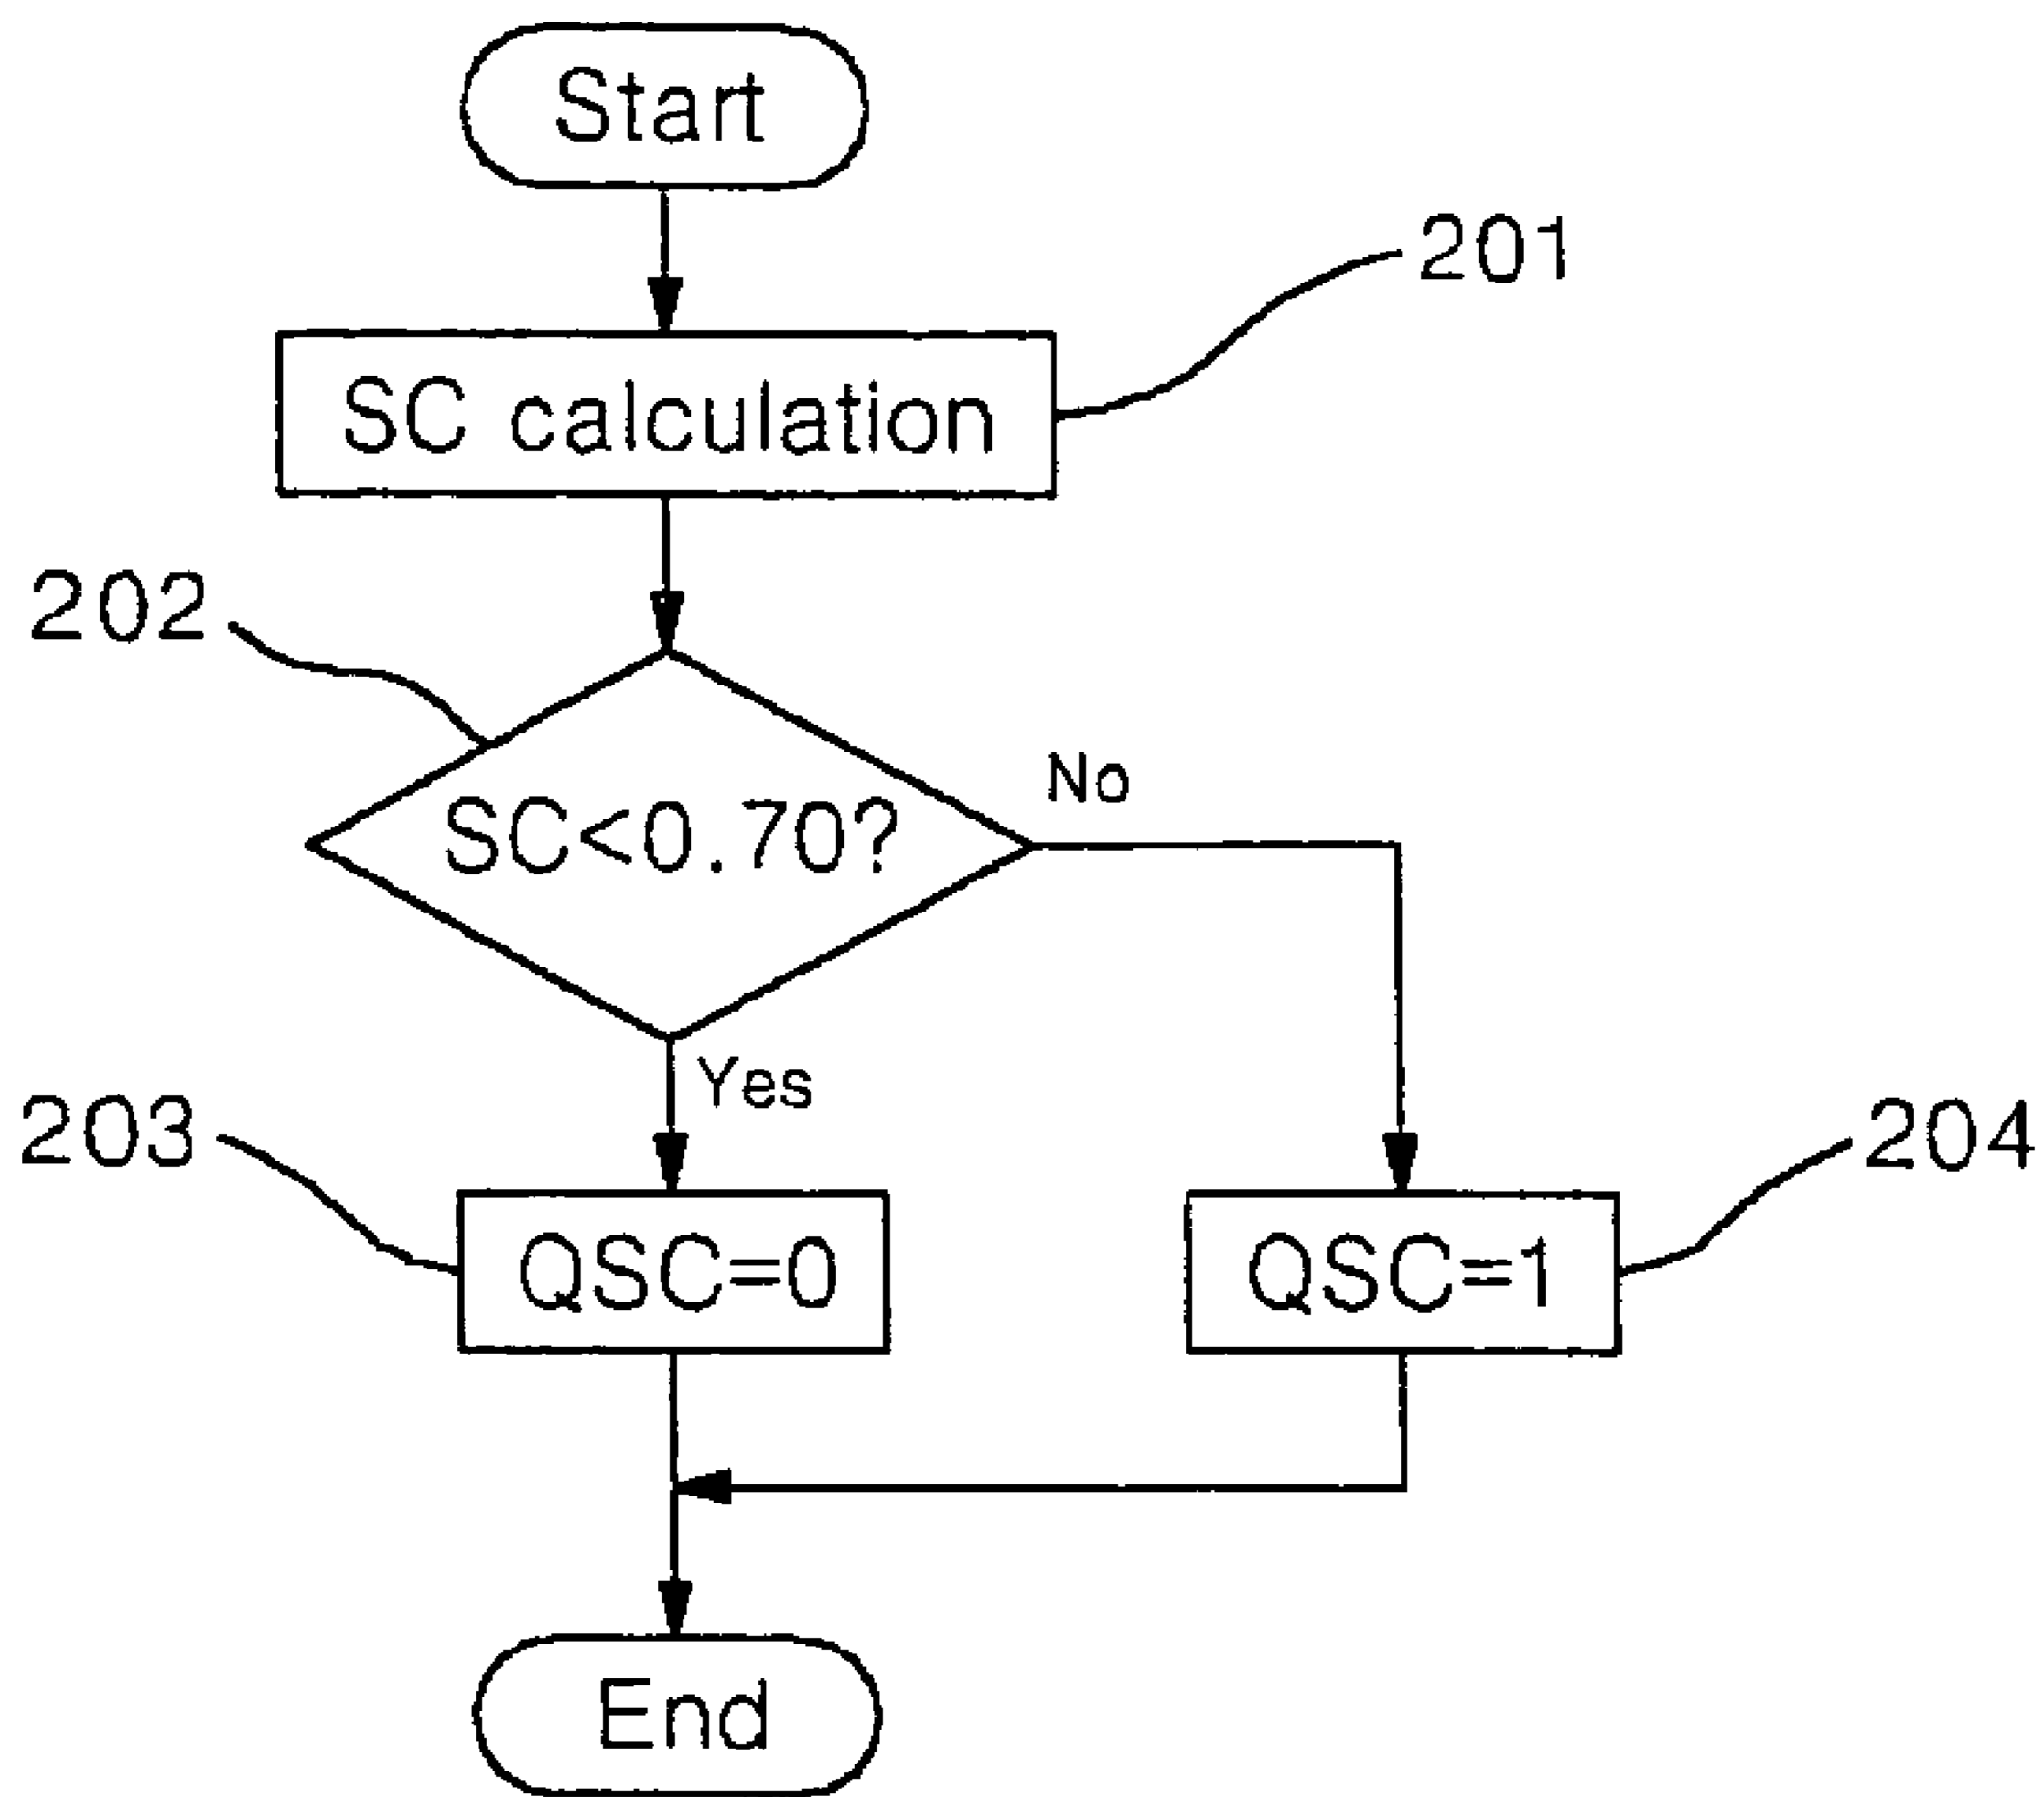 Start
201
SC calculation
202
No
SC<0.70?
Yes
203
204
QSC=0
QSC=1
End